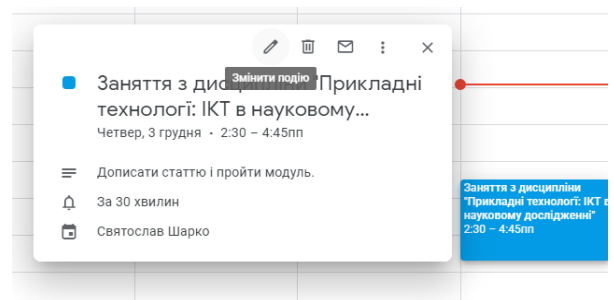 Змінити подію
Заняття з дисципліни "Прикладні
технології: ІКТ в науковому...
Четвер, 3 грудня • 2:30 – 4:45пп
Дописати статтю і пройти модуль.
За 30 хвилин
Святослав Шарко
Заняття з дисципліни
"Прикладні технології: ІКТ в
науковому дослідженні"
2:30 – 4:45пп